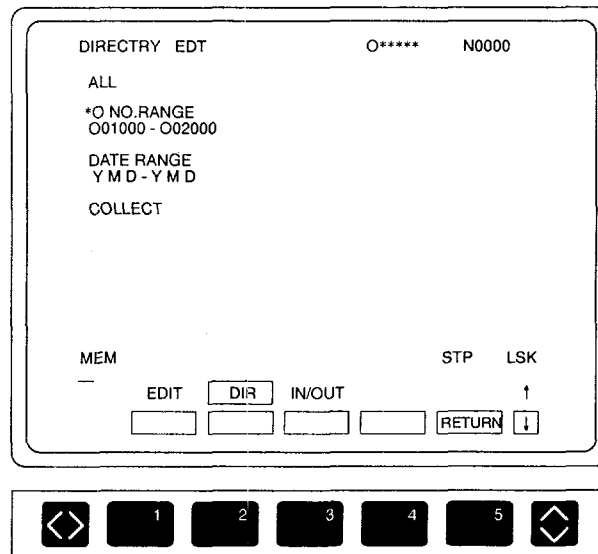 DIRECTRY EDT O***** N0000
ALL
*O NO.RANGE
O01000 - O02000
DATE RANGE
Y M D - Y M D
COLLECT
MEM STP LSK
EDIT DIR IN/OUT ↑
RETURN ↓
1 2 3 4 5